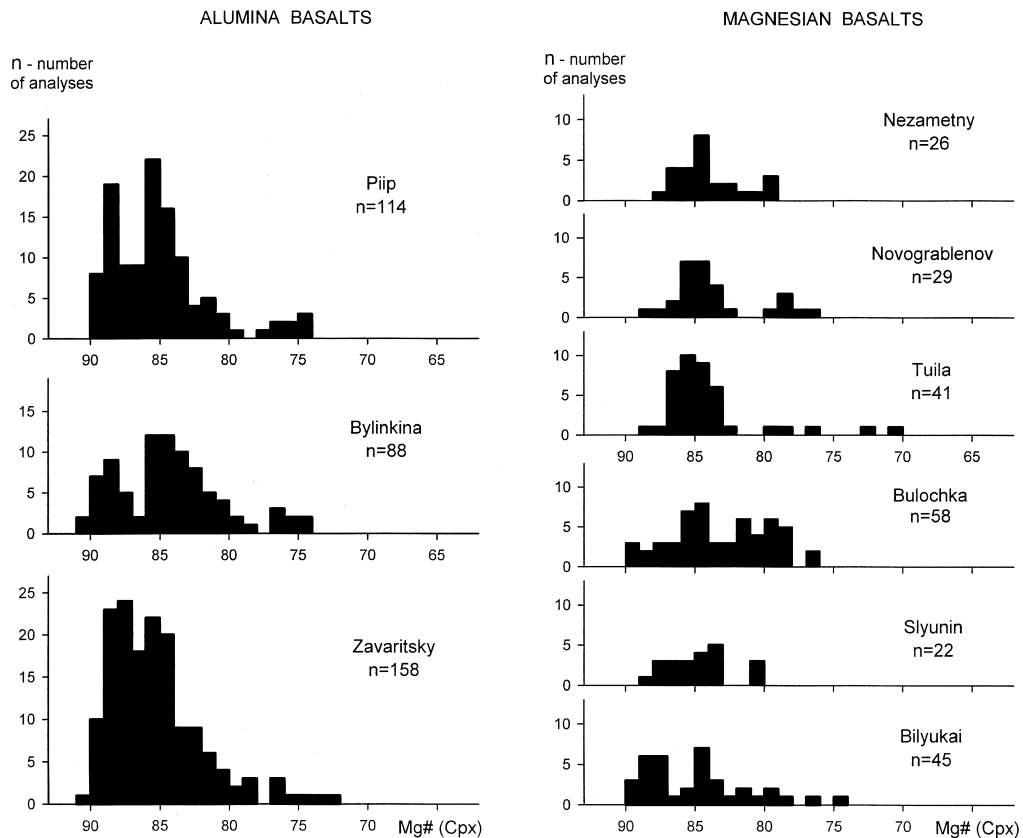 ALUMINA BASALTS
n - number
of analyses
25
20
15
10
5
0
Piip
n=114
90 85 80 75 70 65
15
10
5
0
Bylinkina
n=88
90 85 80 75 70 65
25
20
15
10
5
0
Zavaritsky
n=158
90 85 80 75 70 Mg# (Cpx)
MAGNESIAN BASALTS
n - number
of analyses
10
5
0
Nezametny
n=26
10
5
0
Novograblenov
n=29
10
5
0
Tuila
n=41
90 85 80 75 70 65
10
5
0
Bulochka
n=58
10
5
0
Slyunin
n=22
10
5
0
Bilyukai
n=45
90 85 80 75 70 Mg# (Cpx)